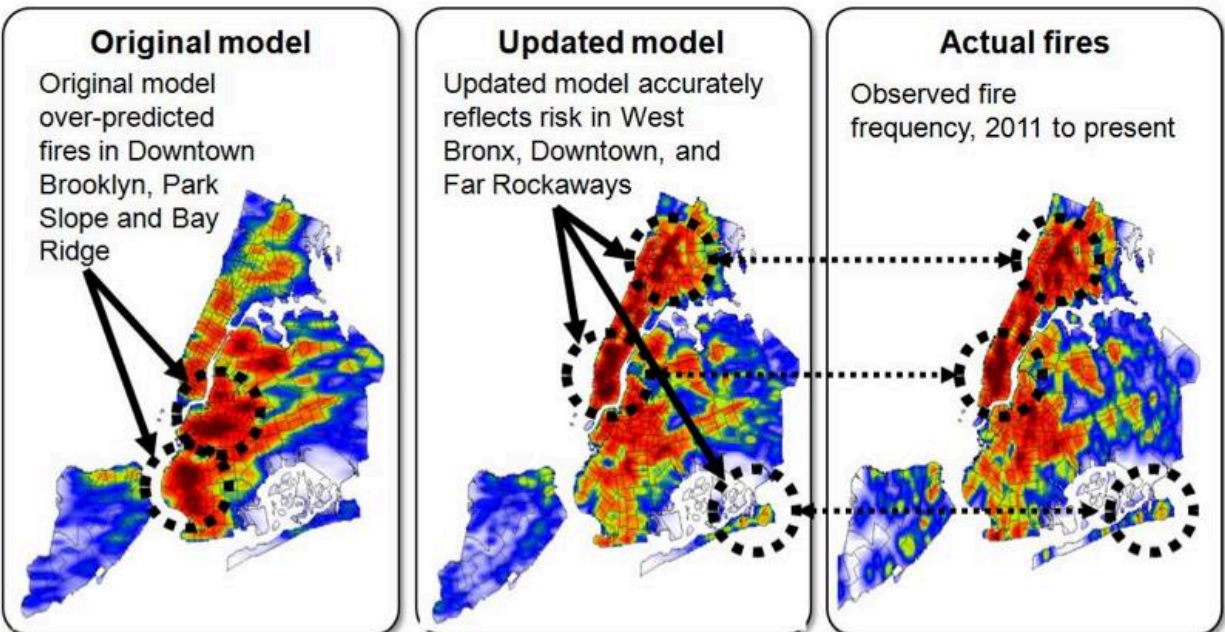 Original model
Original model
over-predicted
fires in Downtown
Brooklyn, Park
Slope and Bay
Ridge
Updated model
Updated model accurately
reflects risk in West
Bronx, Downtown, and
Far Rockaways
Actual fires
Observed fire
frequency, 2011 to present